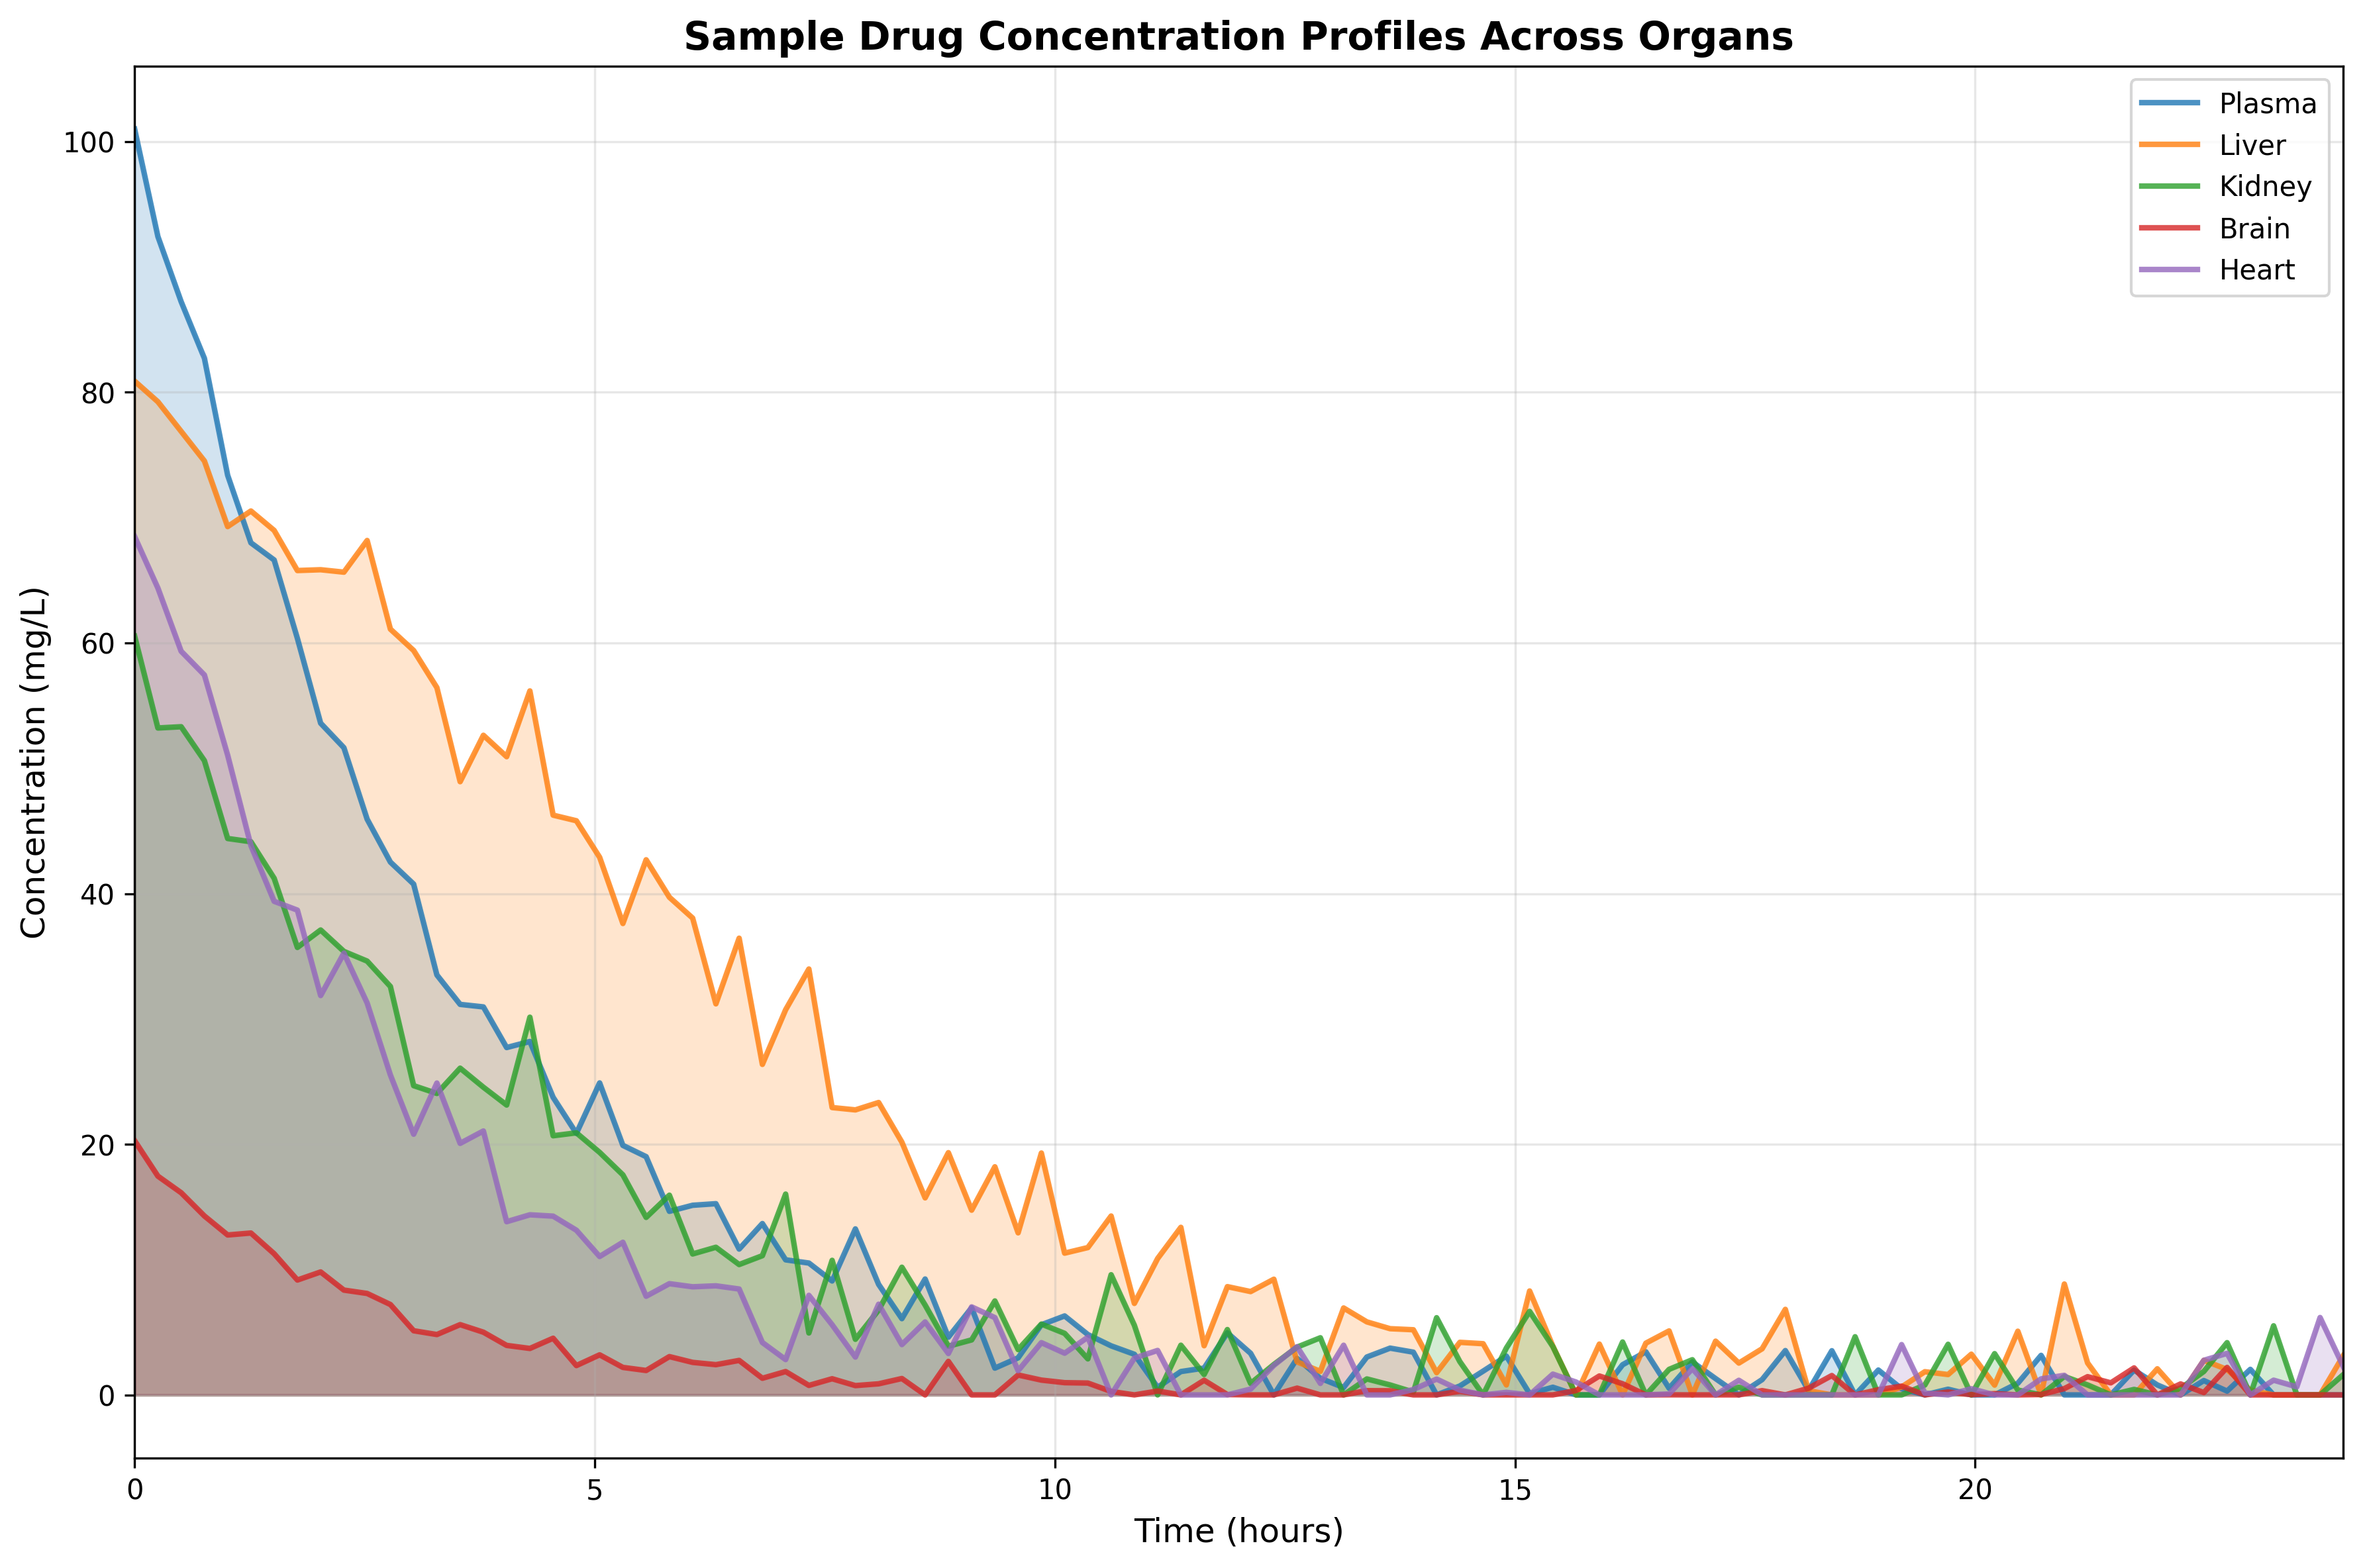 Sample Drug Concentration Profiles Across Organs
Plasma
Liver
Kidney
Brain
Heart
100
80
60
40
20
0
Concentration (mg/L)
0 5 10 15 20
Time (hours)